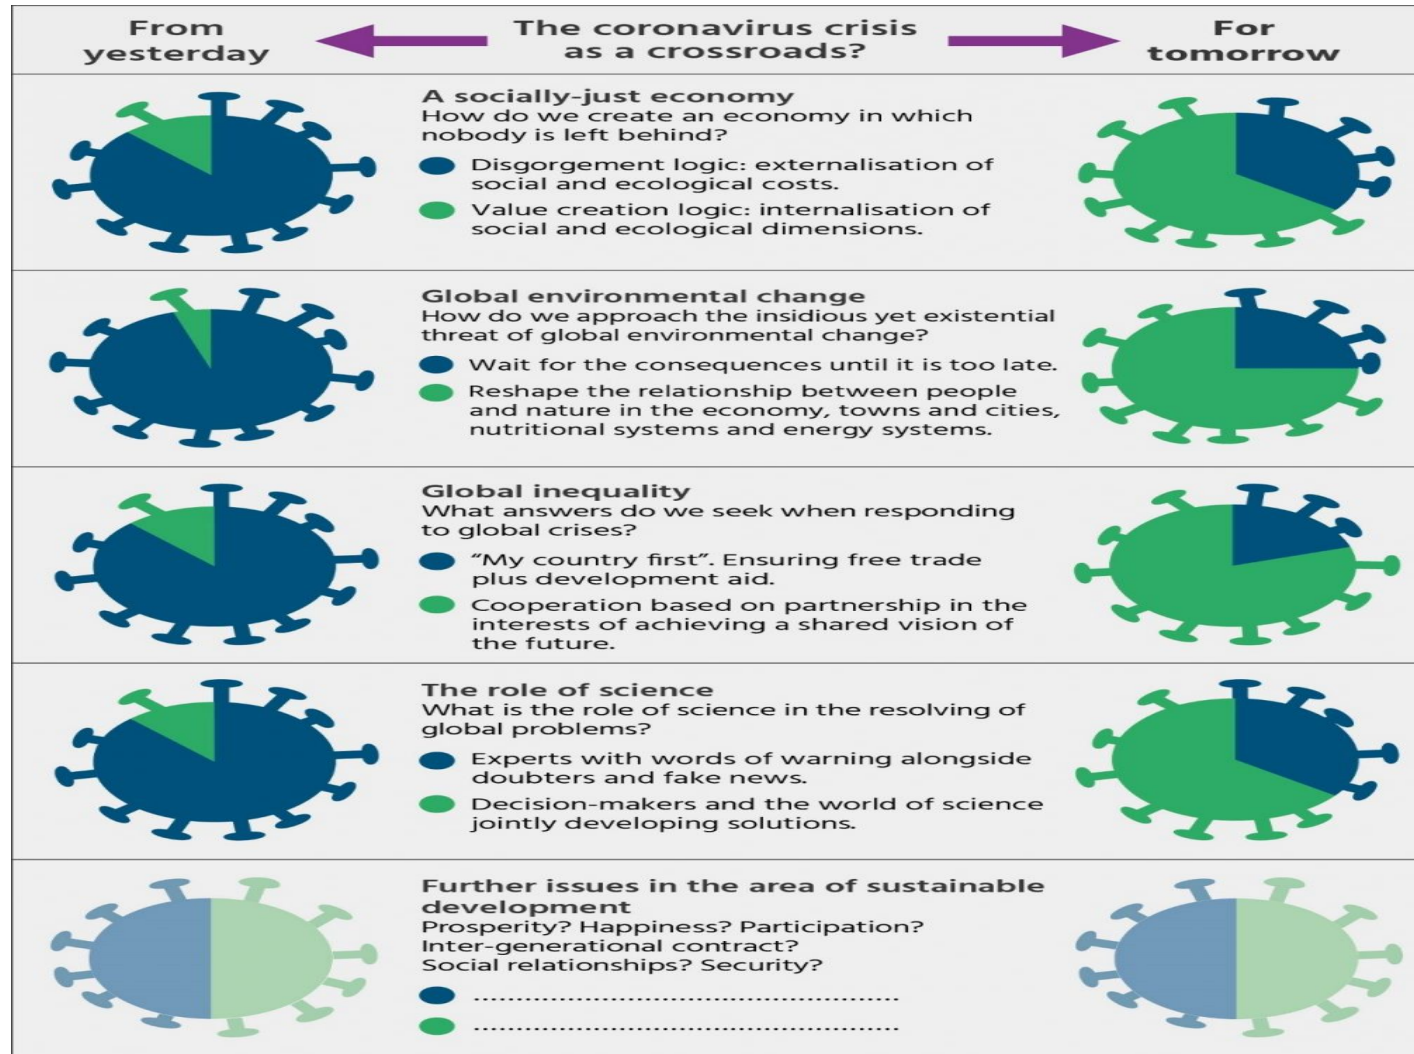 From
yesterday
The coronavirus crisis
as a crossroads?
For
tomorrow
A socially-just economy
How do we create an economy in which
nobody is left behind?
Disgorgement logic: externalisation of
social and ecological costs.
Value creation logic: internalisation of
social and ecological dimensions.
Global environmental change
How do we approach the insidious yet existential
threat of global environmental change?
Wait for the consequences until it is too late.
Reshape the relationship between people
and nature in the economy, towns and cities,
nutritional systems and energy systems.
Global inequality
What answers do we seek when responding
to global crises?
“My country first”. Ensuring free trade
plus development aid.
Cooperation based on partnership in the
interests of achieving a shared vision of
the future.
The role of science
What is the role of science in the resolving of
global problems?
Experts with words of warning alongside
doubters and fake news.
Decision-makers and the world of science
jointly developing solutions.
Further issues in the area of sustainable
development
Prosperity? Happiness? Participation?
Inter-generational contract?
Social relationships? Security?
..................................................
..................................................